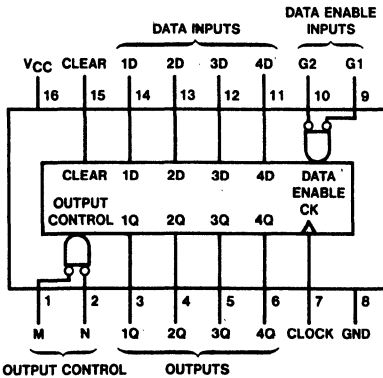 DATA INPUTS
DATA ENABLE
INPUTS
VCC CLEAR 1D 2D 3D 4D G2 G1
16 15 14 13 12 11 10 9
CLEAR 1D 2D 3D 4D DATA
ENABLE
OUTPUT
CONTROL 1Q 2Q 3Q 4Q CK
1 2 3 4 5 6 7 8
M N 1Q 2Q 3Q 4Q CLOCK GND
OUTPUT CONTROL OUTPUTS